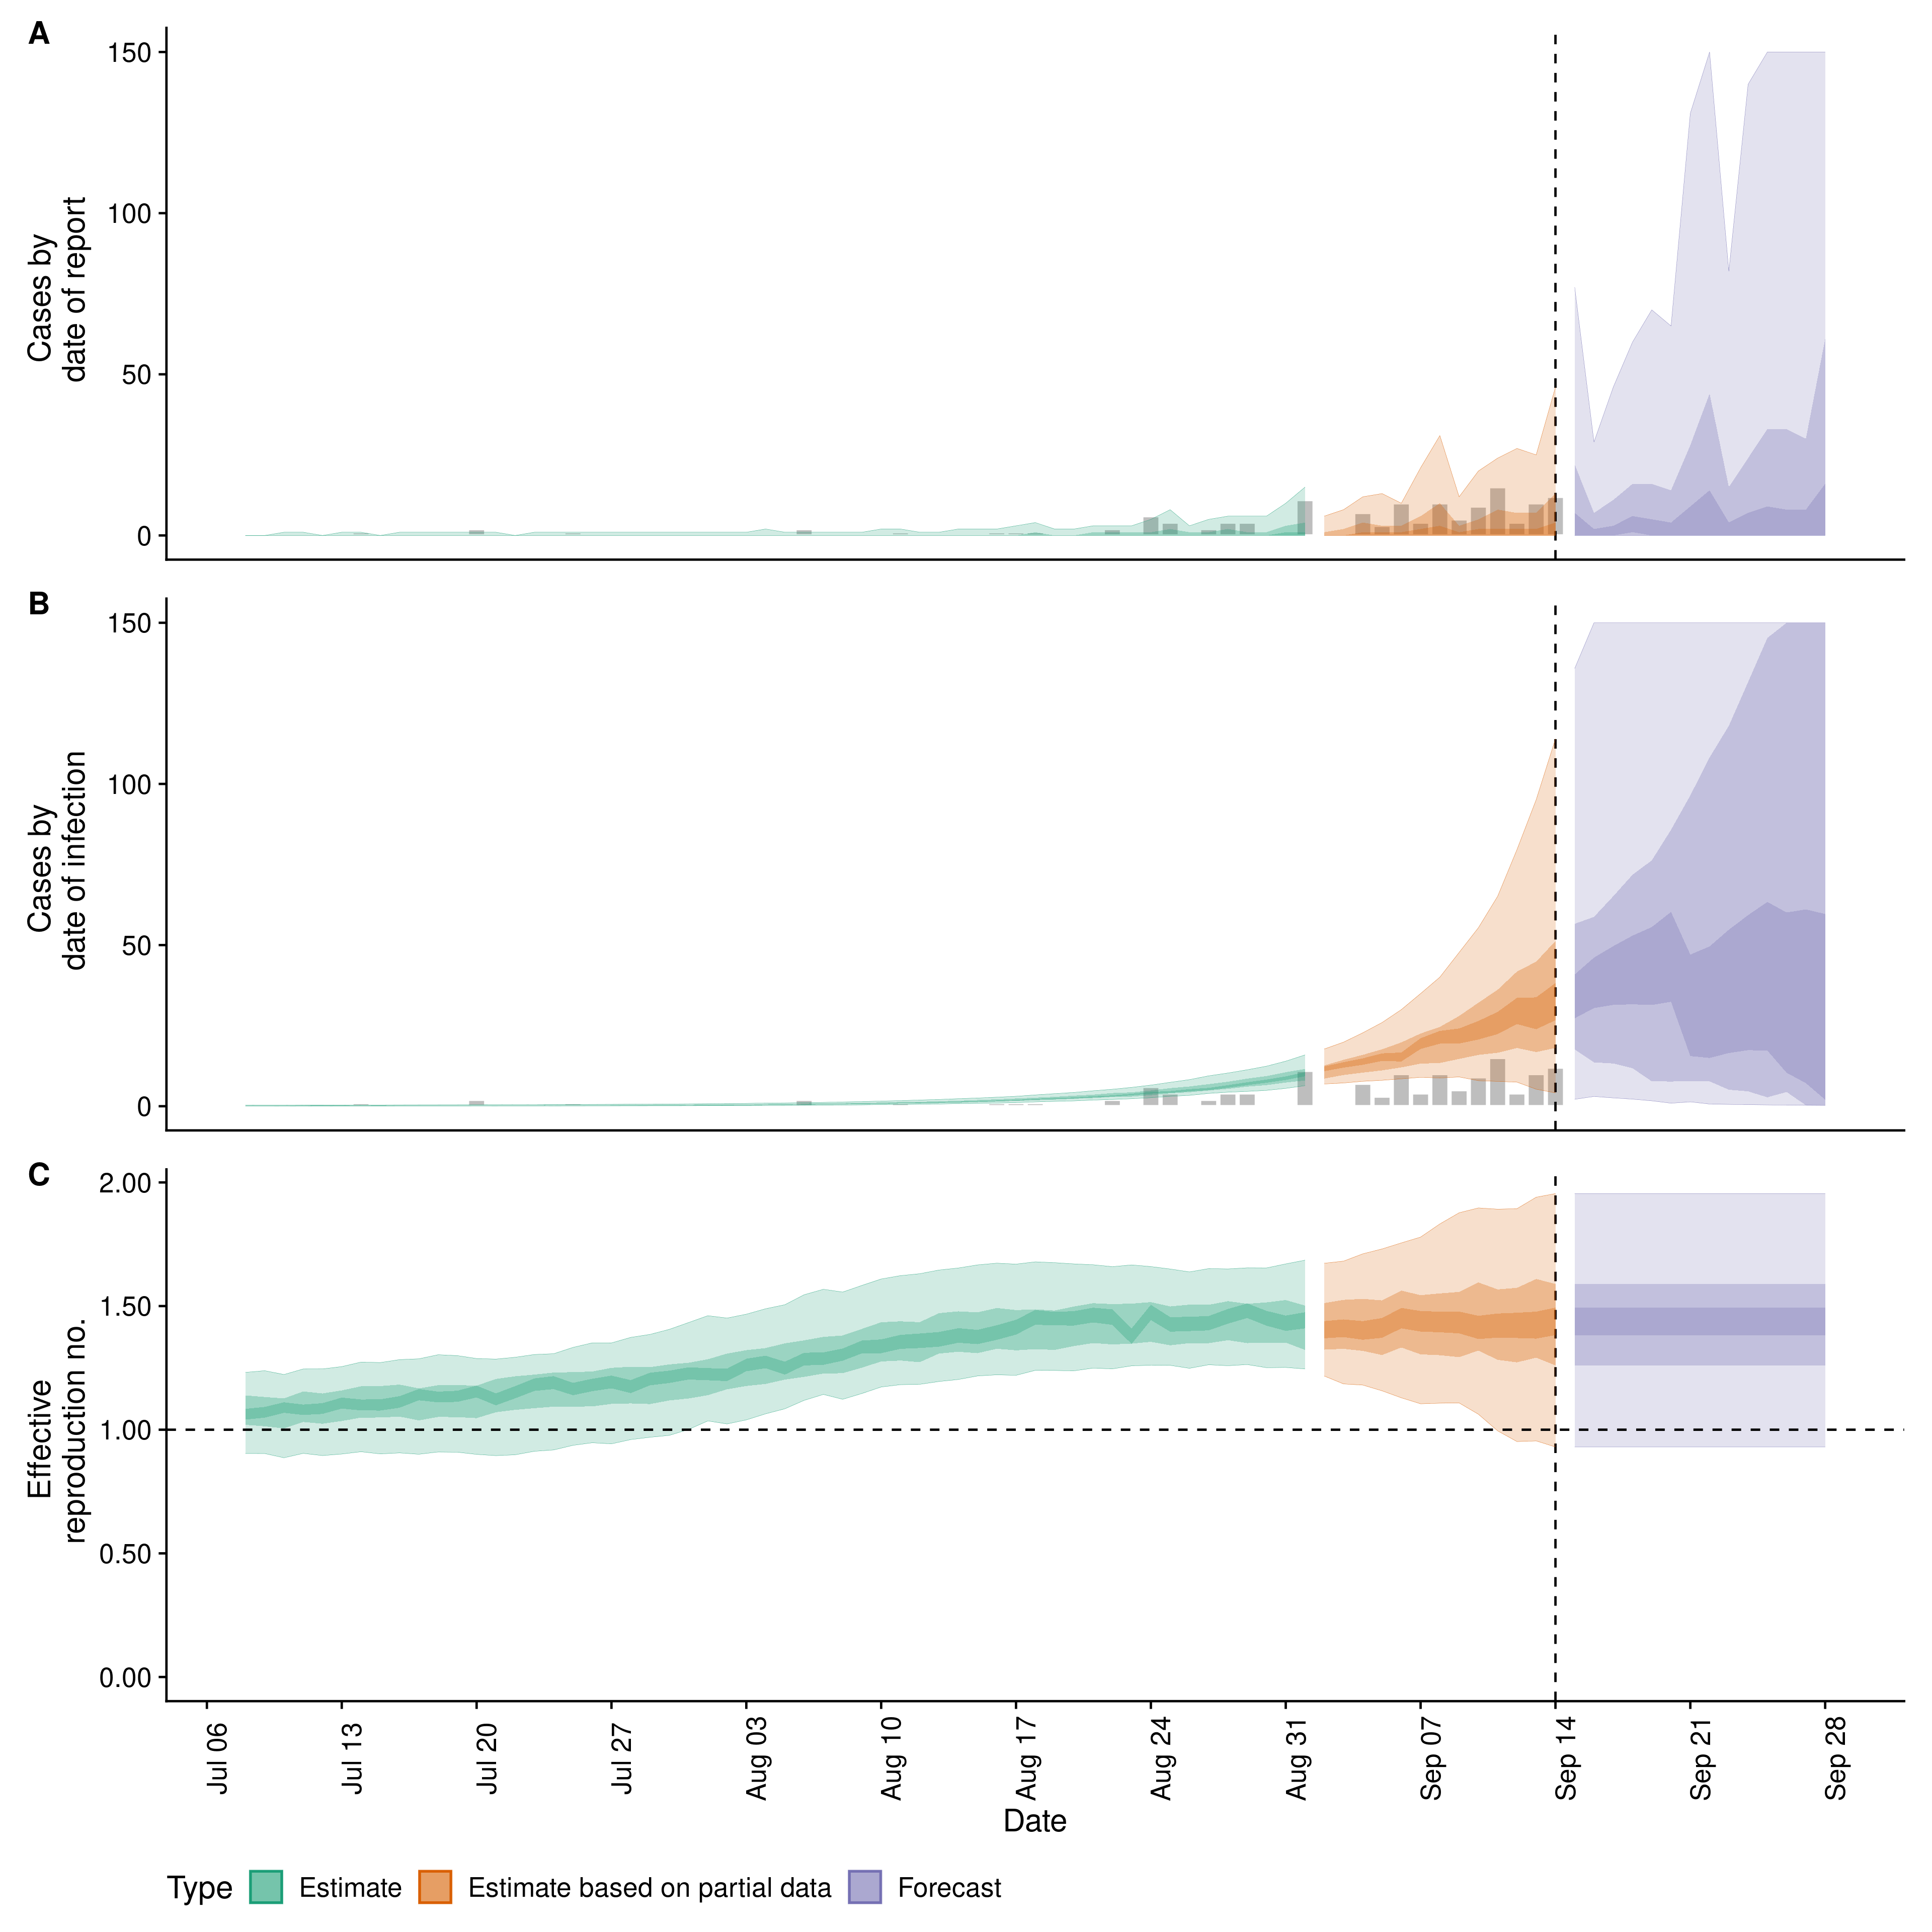 A
150
100
50
0
Cases by
date of report
B
150
100
50
0
Cases by
date of infection
C
2.00
1.50
1.00
0.50
0.00
Effective
reproduction no.
Jul 06
Jul 13
Jul 20
Jul 27
Aug 03
Aug 10
Aug 17
Aug 24
Aug 31
Sep 07
Sep 14
Sep 21
Sep 28
Date
Type Estimate Estimate based on partial data Forecast